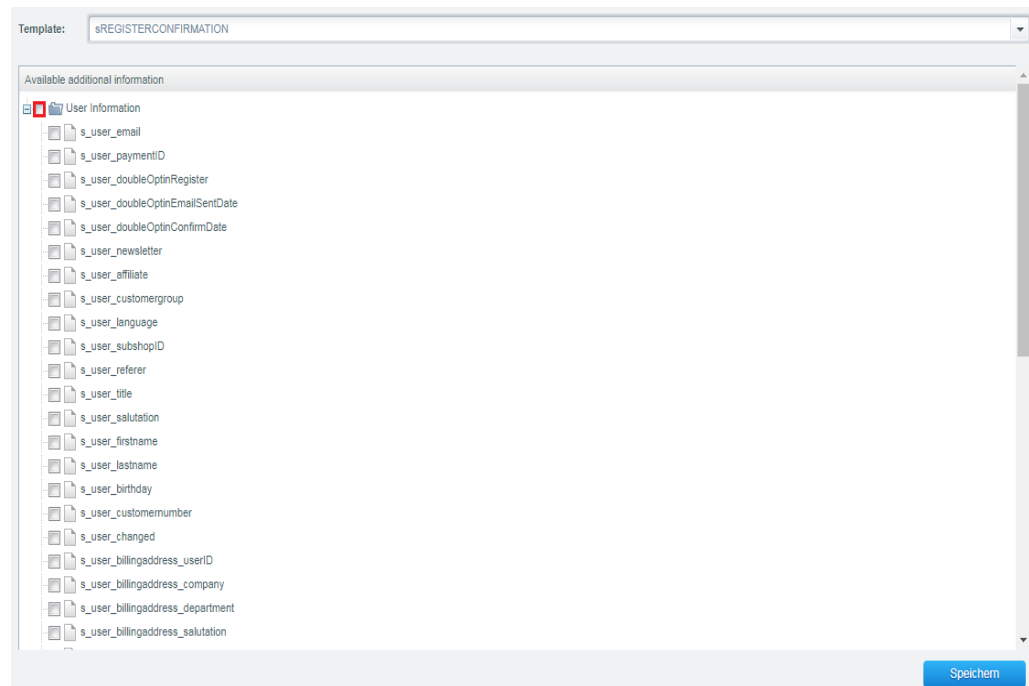 Template: sREGISTERCONFIRMATION
Available additional information
User Information
s_user_email
s_user_paymentID
s_user_doubleOptinRegister
s_user_doubleOptinEmailSentDate
s_user_doubleOptinConfirmDate
s_user_newsletter
s_user_affiliate
s_user_customergroup
s_user_language
s_user_subshopID
s_user_referer
s_user_title
s_user_salutation
s_user_firstname
s_user_lastname
s_user_birthday
s_user_customernumber
s_user_changed
s_user_billingaddress_userID
s_user_billingaddress_company
s_user_billingaddress_department
s_user_billingaddress_salutation
Speichern